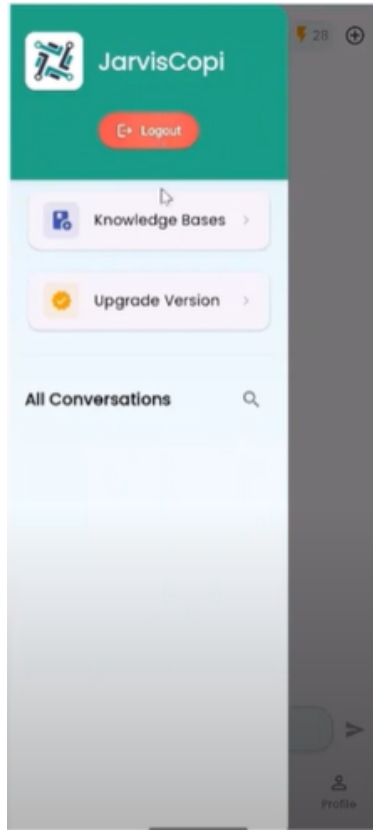 JarvisCopi
28
Logout
Knowledge Bases
Upgrade Version
All Conversations
Profile